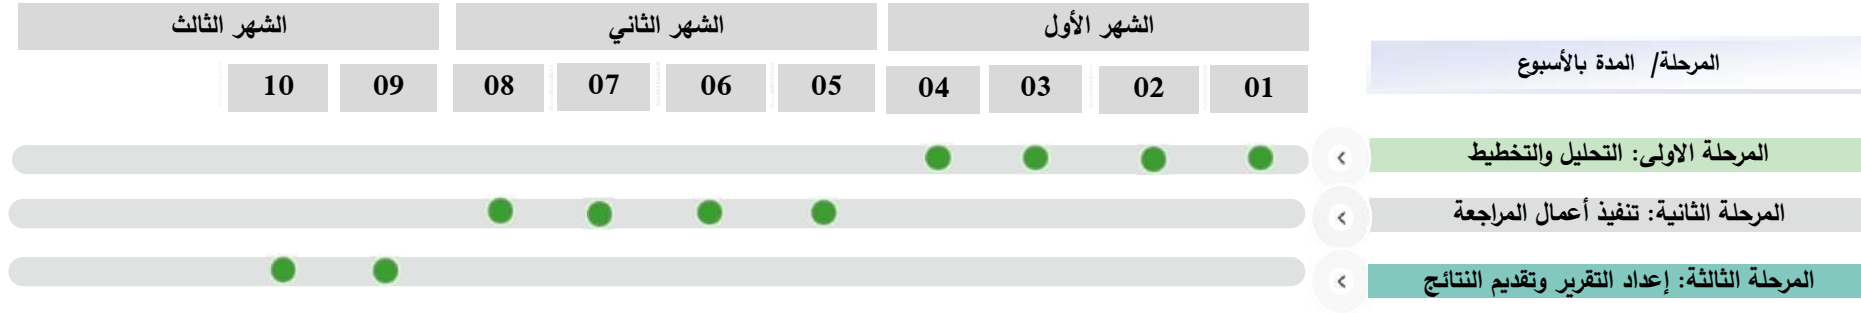 الشهر الأول الشهر الثاني الشهر الثالث
المرحلة/ المدة بالأسبوع
01 02 03 04 05 06 07 08 09 10
المرحلة الاولى: التحليل والتخطيط
المرحلة الثانية: تنفيذ أعمال المراجعة
المرحلة الثالثة: إعداد التقرير وتقديم النتائج